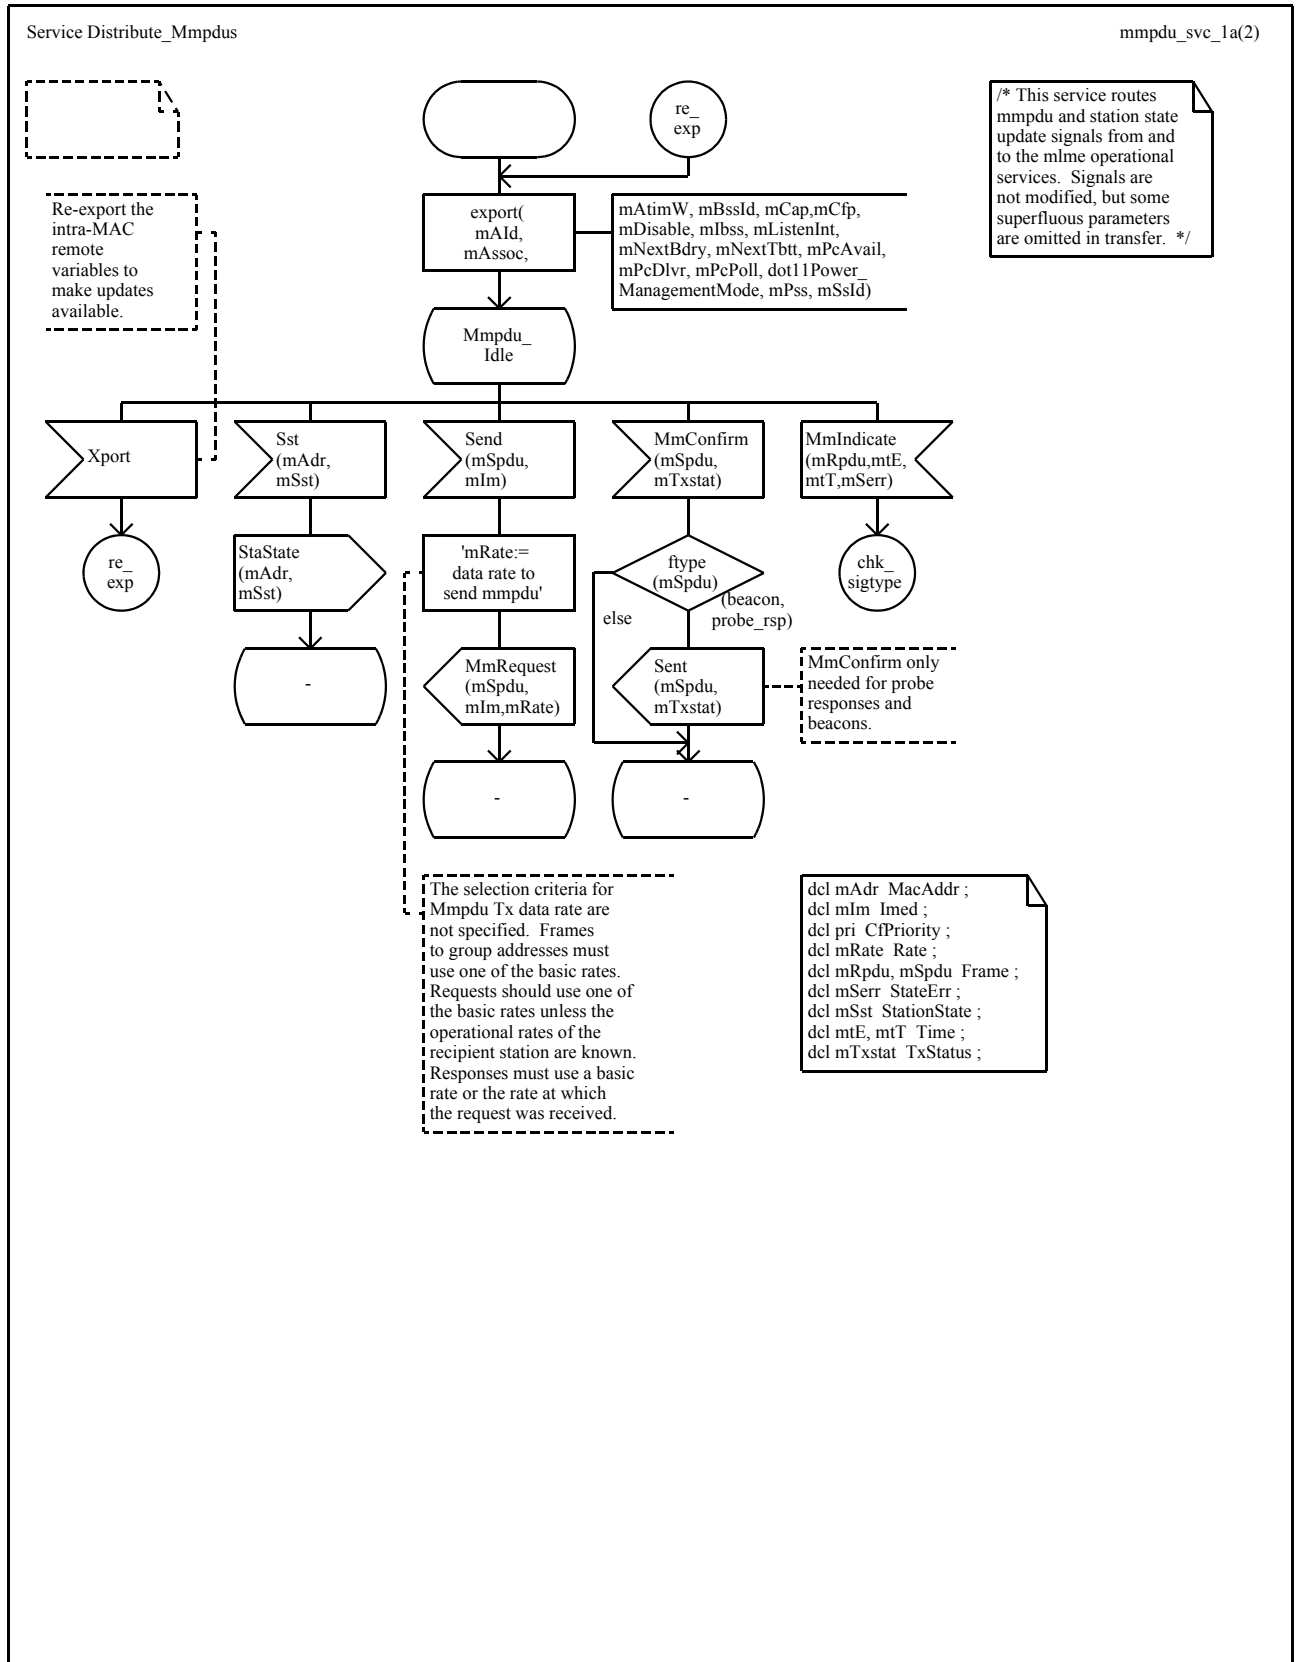 Service Distribute_Mmpdus
mmpdu_svc_1a(2)
re_
exp
/* This service routes
mmpdu and station state
update signals from and
to the mlme operational
services.  Signals are
not modified, but some
superfluous parameters
are omitted in transfer.  */
Re-export the
intra-MAC
remote
variables to
make updates
available.
export(
mAId,
mAssoc,
mAtimW, mBssId, mCap,mCfp,
mDisable, mIbss, mListenInt,
mNextBdry, mNextTbtt, mPcAvail,
mPcDlvr, mPcPoll, dot11Power_
ManagementMode, mPss, mSsId)
Mmpdu_
Idle
Xport
Sst
(mAdr,
mSst)
Send
(mSpdu,
mIm)
MmConfirm
(mSpdu,
mTxstat)
MmIndicate
(mRpdu,mtE,
mtT,mSerr)
re_
exp
StaState
(mAdr,
mSst)
'mRate:=
data rate to
send mmpdu'
ftype
(mSpdu)
chk_
sigtype
else
(beacon,
probe_rsp)
-
MmRequest
(mSpdu,
mIm,mRate)
Sent
(mSpdu,
mTxstat)
MmConfirm only
needed for probe
responses and
beacons.
-
-
The selection criteria for
Mmpdu Tx data rate are
not specified.  Frames
to group addresses must
use one of the basic rates.
Requests should use one of
the basic rates unless the
operational rates of the
recipient station are known.
Responses must use a basic
rate or the rate at which
the request was received.
dcl mAdr  MacAddr ;
dcl mIm  Imed ;
dcl pri  CfPriority ;
dcl mRate  Rate ;
dcl mRpdu, mSpdu  Frame ;
dcl mSerr  StateErr ;
dcl mSst  StationState ;
dcl mtE, mtT  Time ;
dcl mTxstat  TxStatus ;